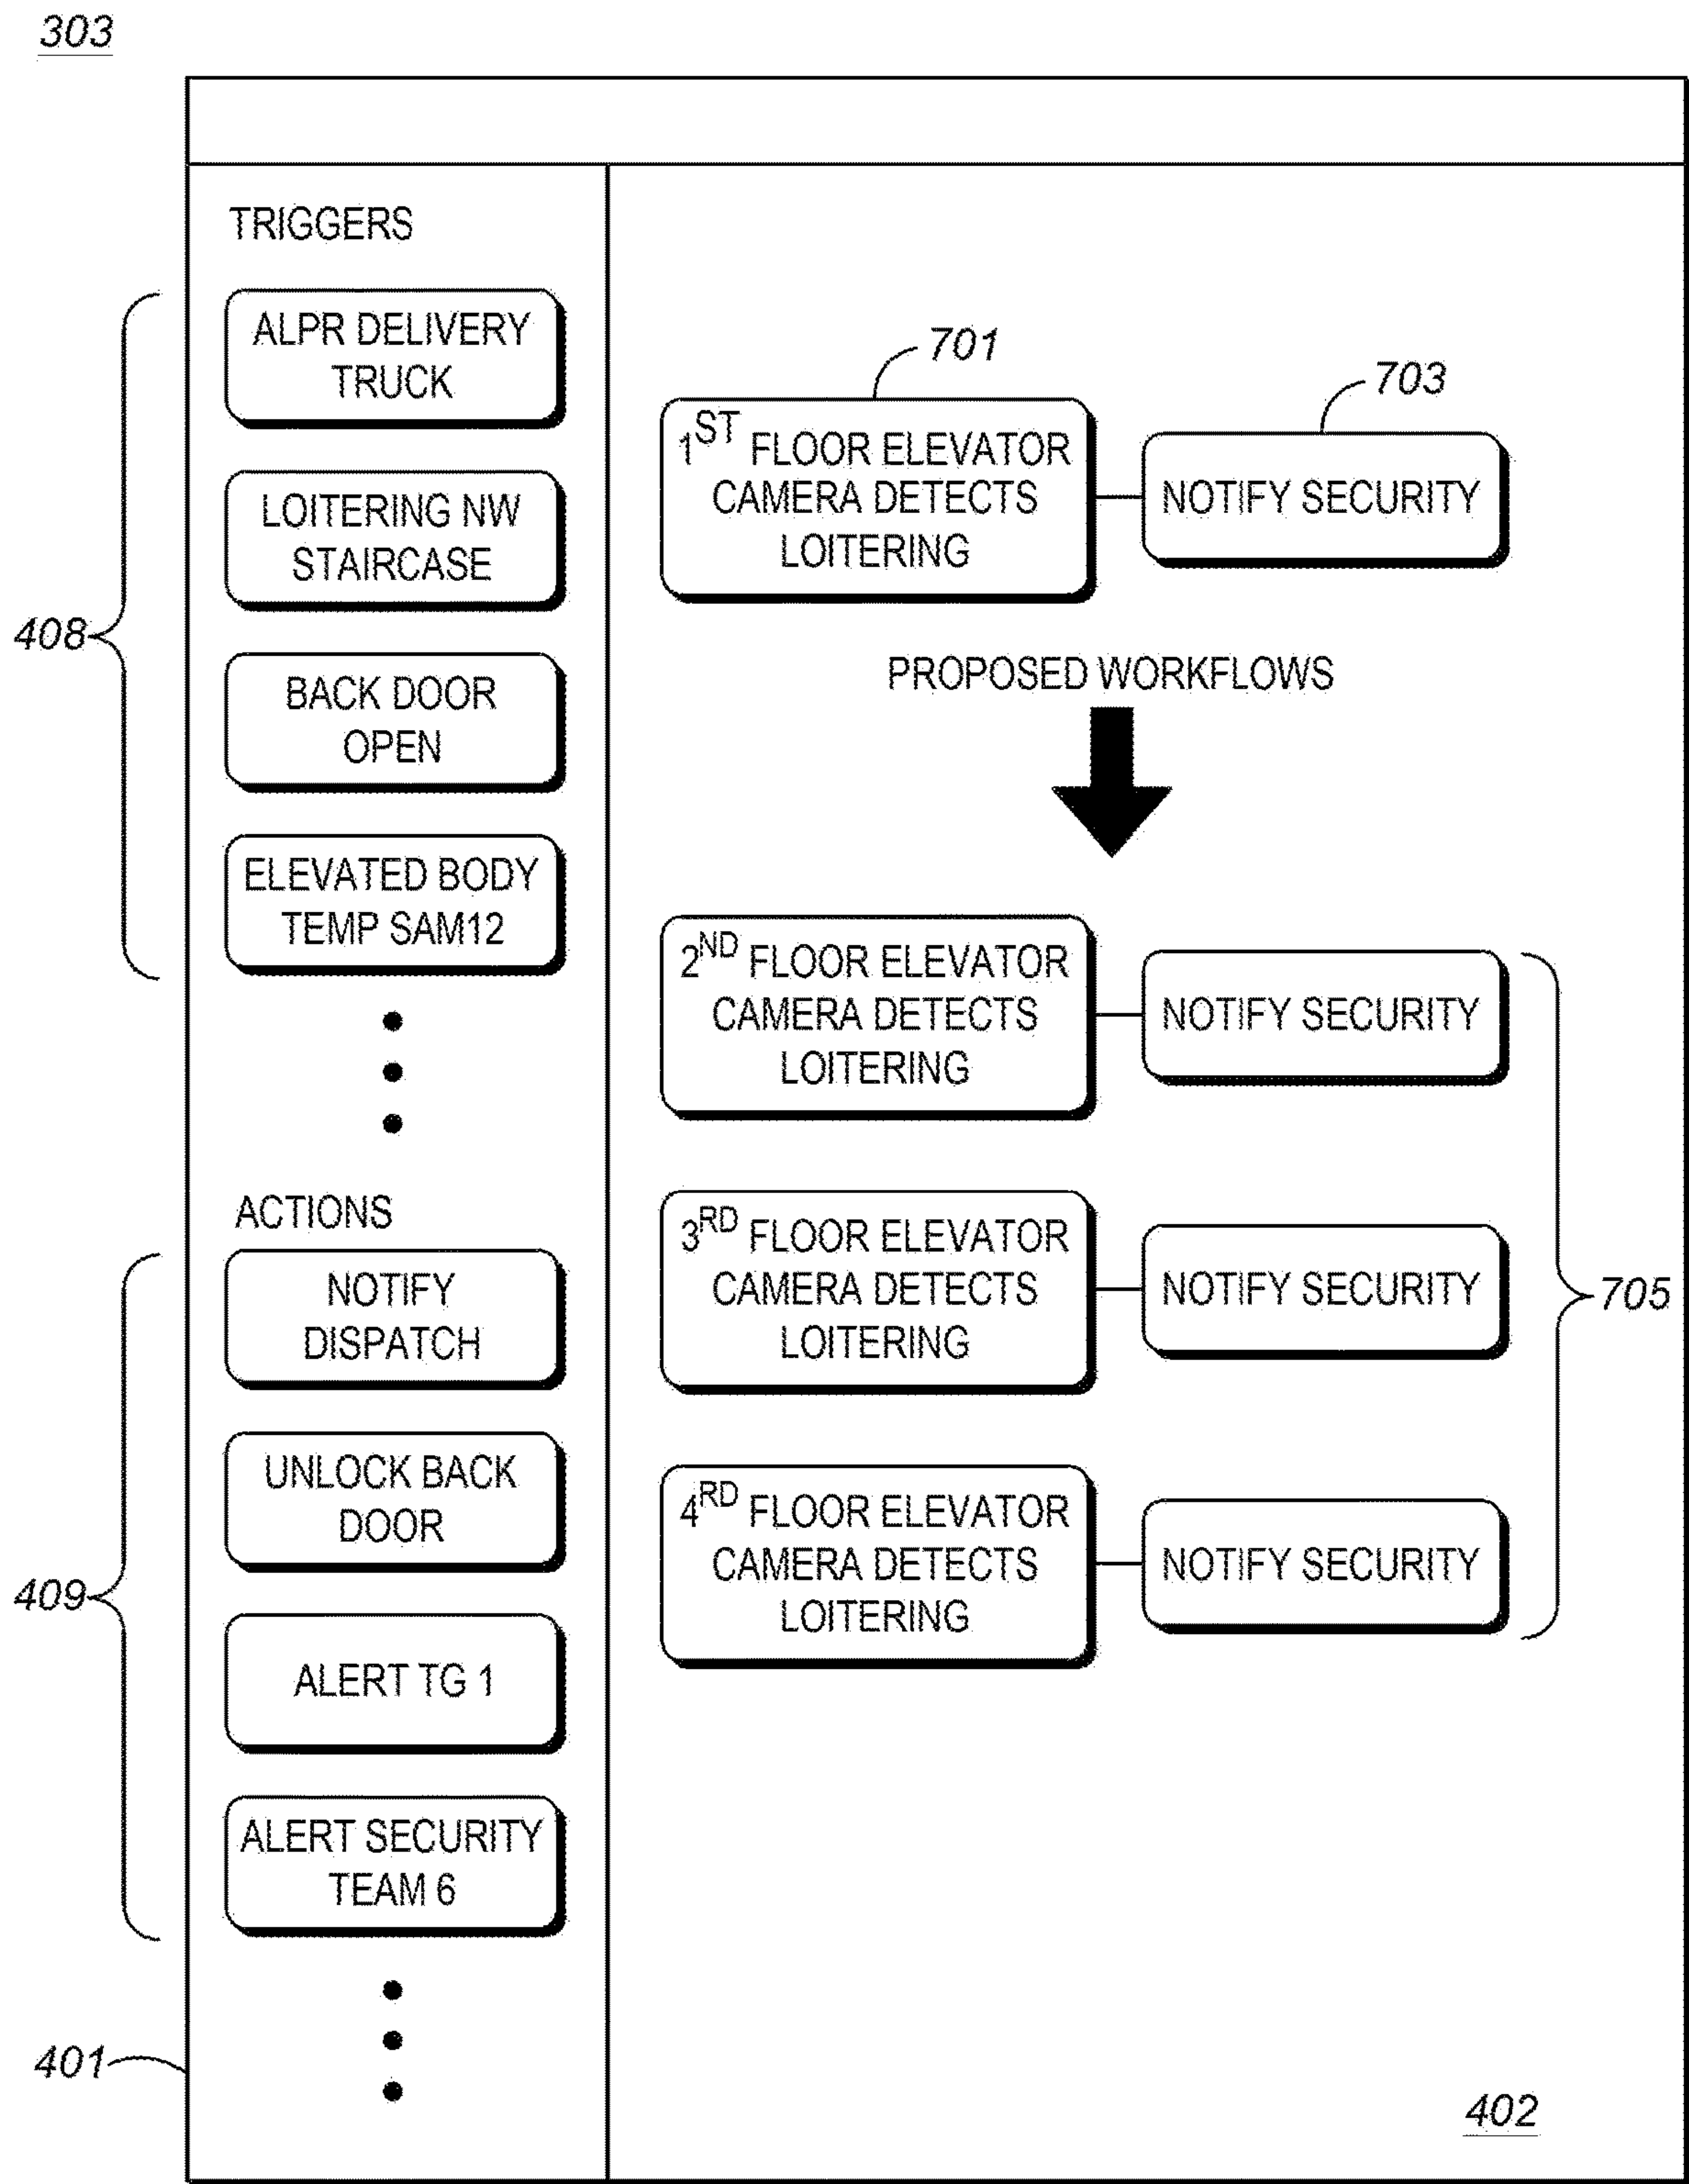 303
TRIGGERS
408
ALPR DELIVERY
TRUCK
LOITERING NW
STAIRCASE
BACK DOOR
OPEN
ELEVATED BODY
TEMP SAM12
ACTIONS
409
NOTIFY
DISPATCH
UNLOCK BACK
DOOR
ALERT TG 1
ALERT SECURITY
TEAM 6
401
701
703
1ST FLOOR ELEVATOR
CAMERA DETECTS
LOITERING
NOTIFY SECURITY
PROPOSED WORKFLOWS
2ND FLOOR ELEVATOR
CAMERA DETECTS
LOITERING
NOTIFY SECURITY
3RD FLOOR ELEVATOR
CAMERA DETECTS
LOITERING
NOTIFY SECURITY
705
4RD FLOOR ELEVATOR
CAMERA DETECTS
LOITERING
NOTIFY SECURITY
402